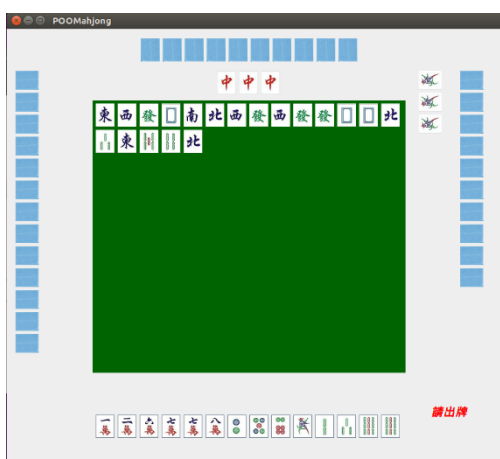 POOMahjong
中 中 中
東 西 發 南 北 西 發 西 發 發 北
東 北
請出牌
一萬 二萬 六萬 七萬 七萬 八萬